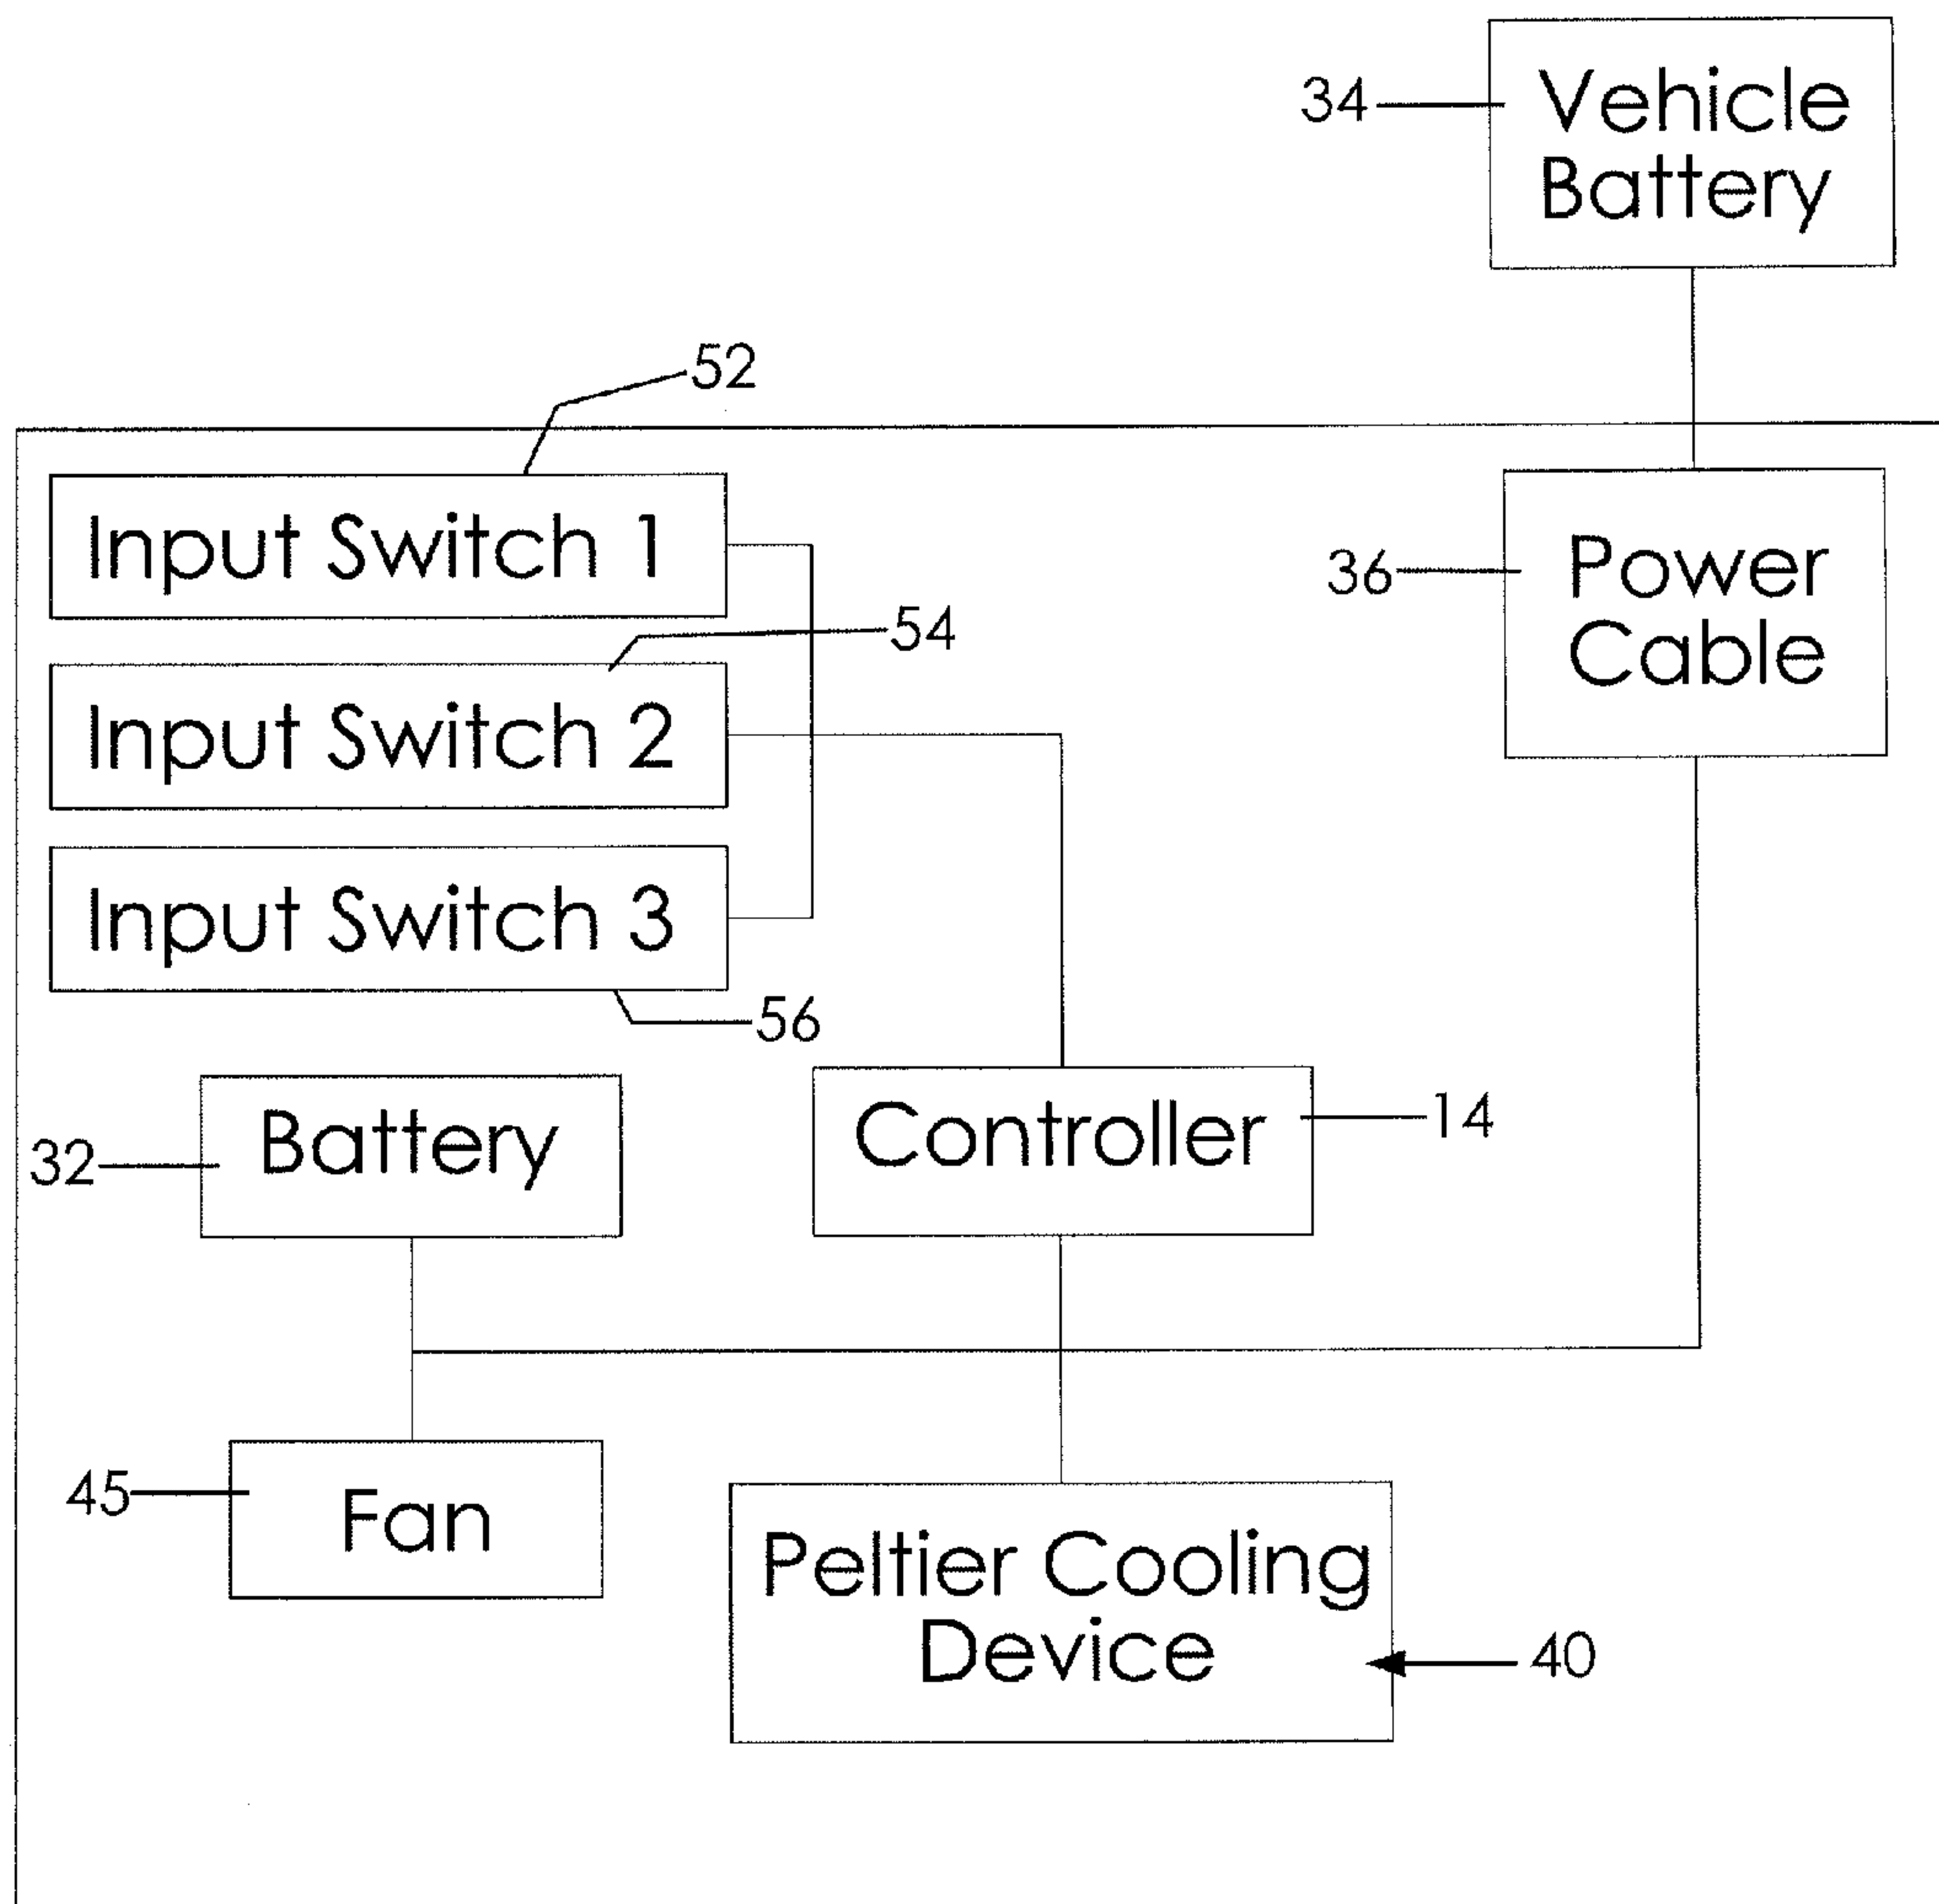 34
Vehicle
Battery
52
Input Switch 1
36
Power
Cable
54
Input Switch 2
Input Switch 3
56
32
Battery
Controller
14
45
Fan
Peltier Cooling
Device
40